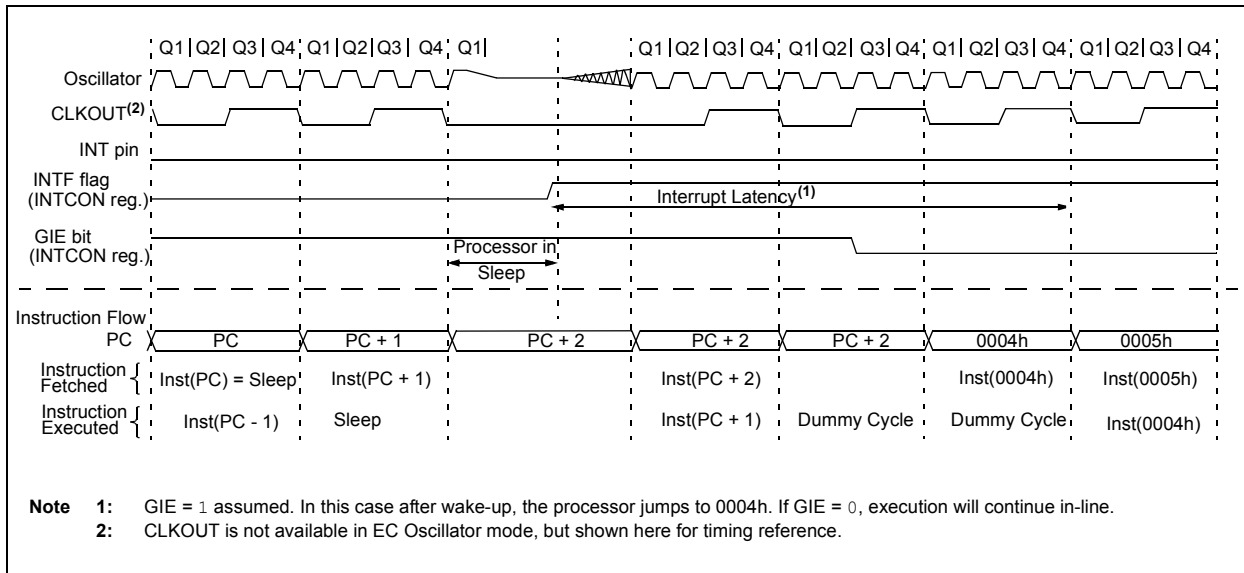 Q1 | Q2 | Q3 | Q4 | Q1 | Q2 | Q3 | Q4 | Q1 | Q1 | Q2 | Q3 | Q4 | Q1 | Q2 | Q3 | Q4 | Q1 | Q2 | Q3 | Q4 | Q1 | Q2 | Q3 | Q4
Oscillator
CLKOUT(2)
INT pin
INTF flag
(INTCON reg.)
Interrupt Latency(1)
GIE bit
(INTCON reg.)
Processor in
Sleep
Instruction Flow
PC PC PC + 1 PC + 2 PC + 2 PC + 2 0004h 0005h
Instruction
Fetched { Inst(PC) = Sleep Inst(PC + 1) Inst(PC + 2) Inst(0004h) Inst(0005h)
Instruction
Executed { Inst(PC - 1) Sleep Inst(PC + 1) Dummy Cycle Dummy Cycle Inst(0004h)
Note 1: GIE = 1 assumed. In this case after wake-up, the processor jumps to 0004h. If GIE = 0, execution will continue in-line.
2: CLKOUT is not available in EC Oscillator mode, but shown here for timing reference.